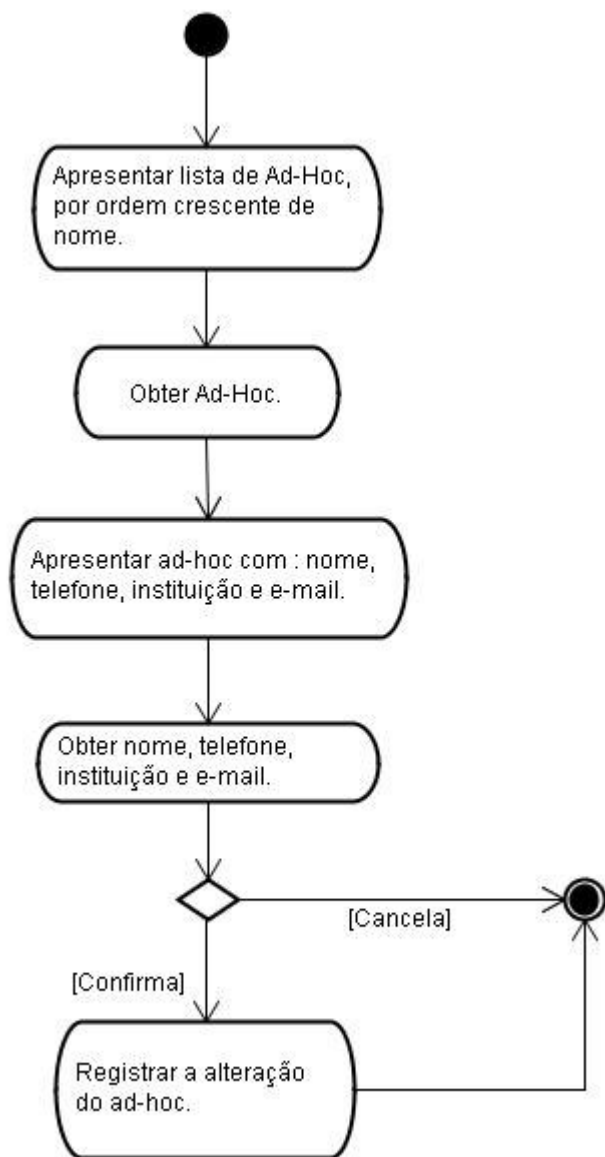 Apresentar lista de Ad-Hoc,
por ordem crescente de
nome.
Obter Ad-Hoc.
Apresentar ad-hoc com : nome,
telefone, instituição e e-mail.
Obter nome, telefone,
instituição e e-mail.
[Cancela]
[Confirma]
Registrar a alteração
do ad-hoc.